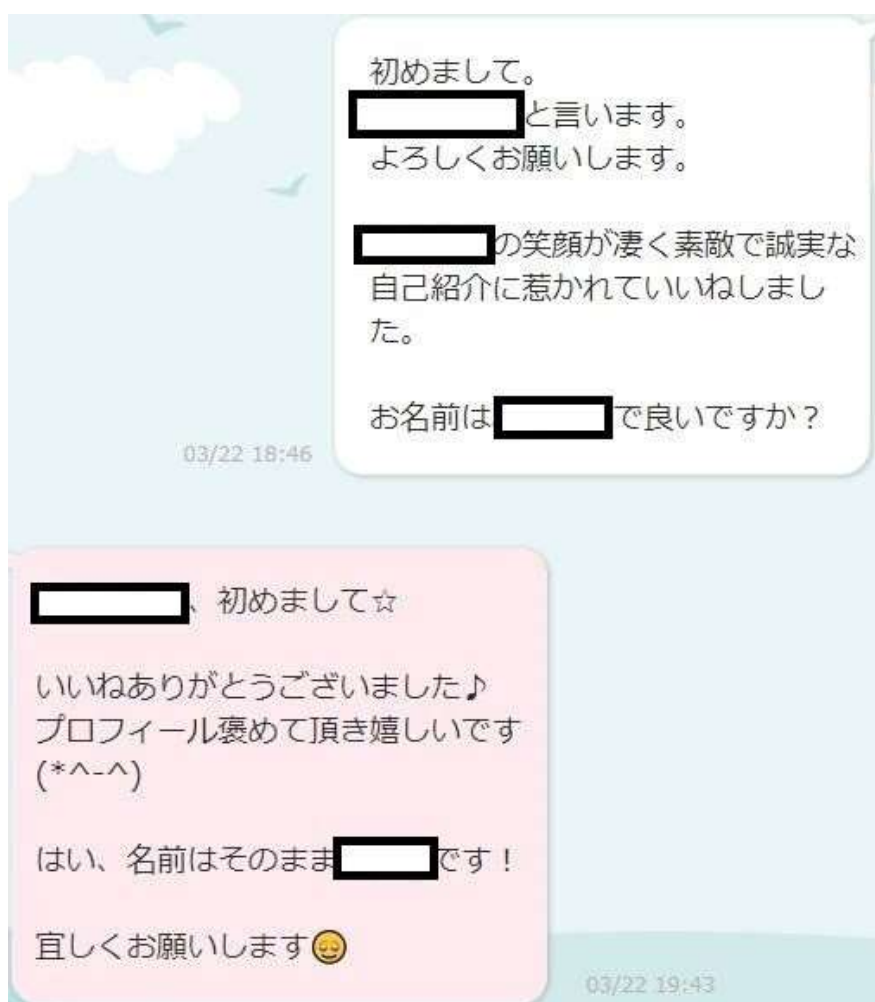 初めまして。
と言います。
よろしくお願いします。
の笑顔が凄く素敵で誠実な
自己紹介に惹かれていいねしまし
た。
お名前は で良いですか？
03/22 18:46
、初めまして☆
いいねありがとうございました♪
プロフィール褒めて頂き嬉しいです
(*^-^)
はい、名前はそのまま です！
宜しくお願いします😌
03/22 19:43